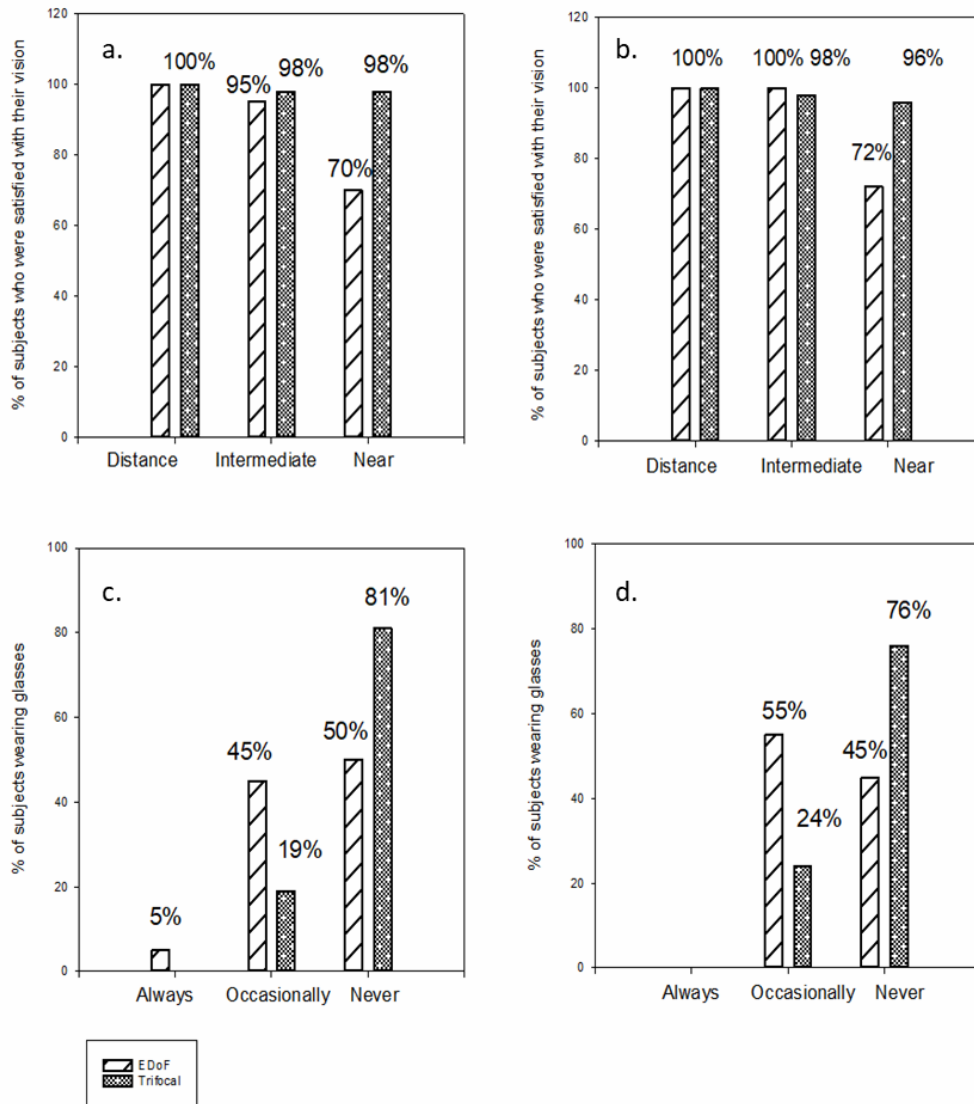 % of subjects who were satisfied with their vision
120
100
80
60
40
20
0
a.
100%
95%
98%
98%
70%
Distance
Intermediate
Near
% of subjects who were satisfied with their vision
120
100
80
60
40
20
0
b.
100%
100%
98%
96%
72%
Distance
Intermediate
Near
% of subjects wearing glasses
100
80
60
40
20
0
c.
5%
45%
19%
50%
81%
Always
Occasionally
Never
% of subjects wearing glasses
100
80
60
40
20
0
d.
55%
24%
45%
76%
Always
Occasionally
Never
EDoF
Trifocal